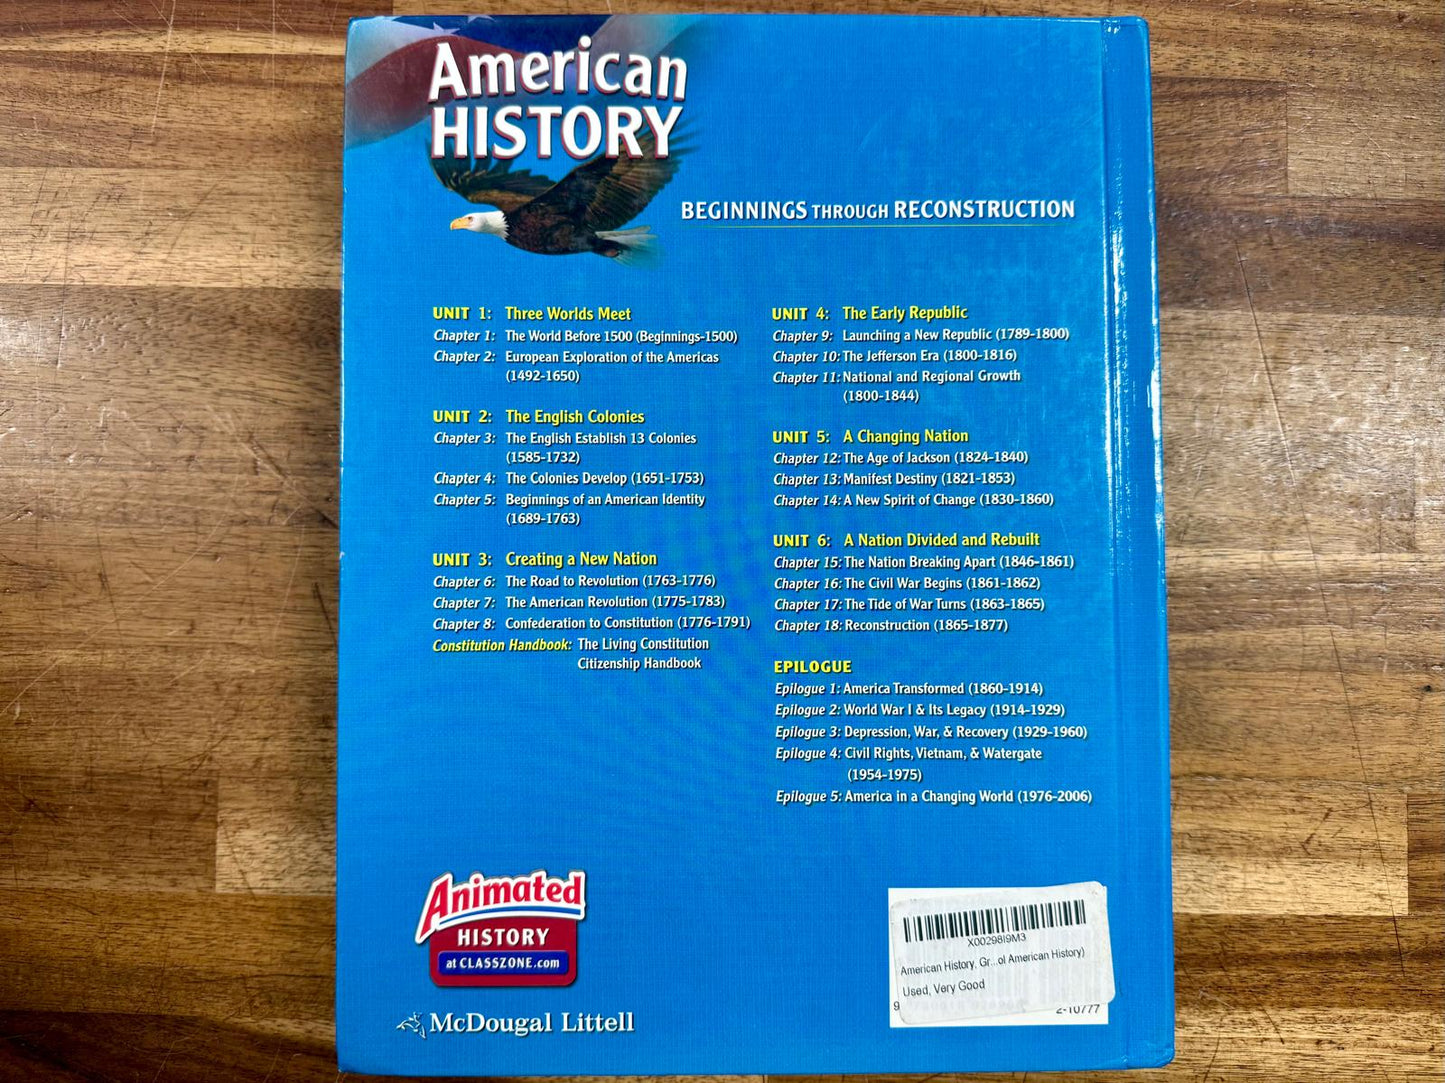 American
HISTORY
BEGINNINGS THROUGH RECONSTRUCTION
UNIT 1: Three Worlds Meet
Chapter 1: The World Before 1500 (Beginnings-1500)
Chapter 2: European Exploration of the Americas
(1492-1650)
UNIT 2: The English Colonies
Chapter 3: The English Establish 13 Colonies
(1585-1732)
Chapter 4: The Colonies Develop (1651-1753)
Chapter 5: Beginnings of an American Identity
(1689-1763)
UNIT 3: Creating a New Nation
Chapter 6: The Road to Revolution (1763-1776)
Chapter 7: The American Revolution (1775-1783)
Chapter 8: Confederation to Constitution (1776-1791)
Constitution Handbook: The Living Constitution
Citizenship Handbook
UNIT 4: The Early Republic
Chapter 9: Launching a New Republic (1789-1800)
Chapter 10: The Jefferson Era (1800-1816)
Chapter 11: National and Regional Growth
(1800-1844)
UNIT 5: A Changing Nation
Chapter 12: The Age of Jackson (1824-1840)
Chapter 13: Manifest Destiny (1821-1853)
Chapter 14: A New Spirit of Change (1830-1860)
UNIT 6: A Nation Divided and Rebuilt
Chapter 15: The Nation Breaking Apart (1846-1861)
Chapter 16: The Civil War Begins (1861-1862)
Chapter 17: The Tide of War Turns (1863-1865)
Chapter 18: Reconstruction (1865-1877)
EPILOGUE
Epilogue 1: America Transformed (1860-1914)
Epilogue 2: World War I & Its Legacy (1914-1929)
Epilogue 3: Depression, War, & Recovery (1929-1960)
Epilogue 4: Civil Rights, Vietnam, & Watergate
(1954-1975)
Epilogue 5: America in a Changing World (1976-2006)
Animated
HISTORY
at CLASSZONE.com
McDougal Littell
X00298I9M3
American History, Gr...ol American History)
Used, Very Good
9
2-10777